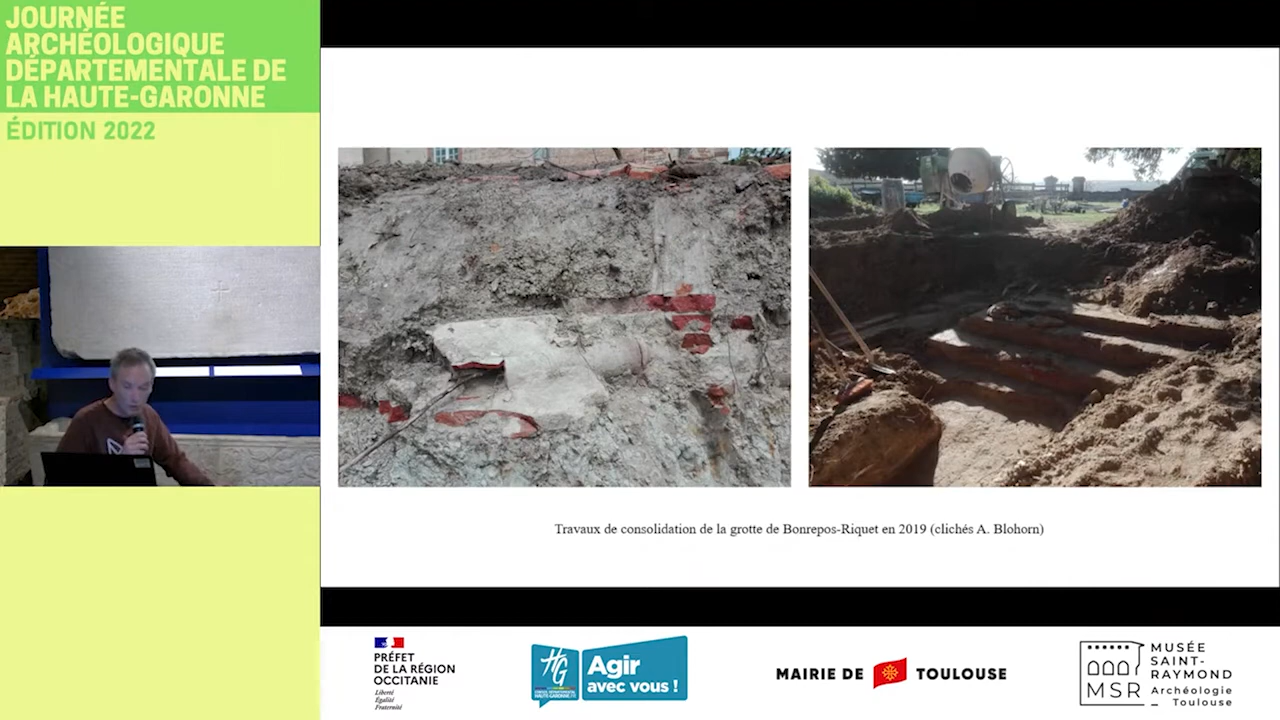 JOURNÉE
ARCHÉOLOGIQUE
DÉPARTEMENTALE DE
LA HAUTE-GARONNE
ÉDITION 2022
Travaux de consolidation de la grotte de Bonrepos-Riquet en 2019 (clichés A. Blohorn)
PRÉFET
DE LA RÉGION
OCCITANIE
Liberté
Égalité
Fraternité
HG
Agir
avec vous !
MAIRIE DE TOULOUSE
MSR
MUSÉE
SAINT-
RAYMOND
Archéologie
Toulouse